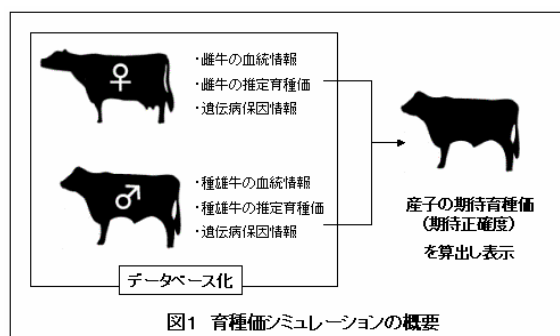 ♀
・雌牛の血統情報
・雌牛の推定育種価
・遺伝病保因情報
♂
・種雄牛の血統情報
・種雄牛の推定育種価
・遺伝病保因情報
データベース化
産子の期待育種価
(期待正確度)
を算出し表示
図1 育種価シミュレーションの概要